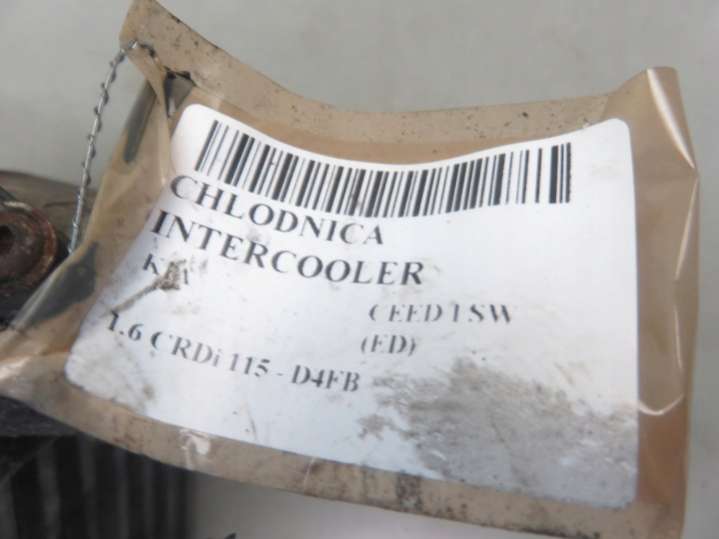 CHLODNICA
INTERCOOLER
KIA
CEED I SW
(ED)
1.6 CRDi 115 - D4FB